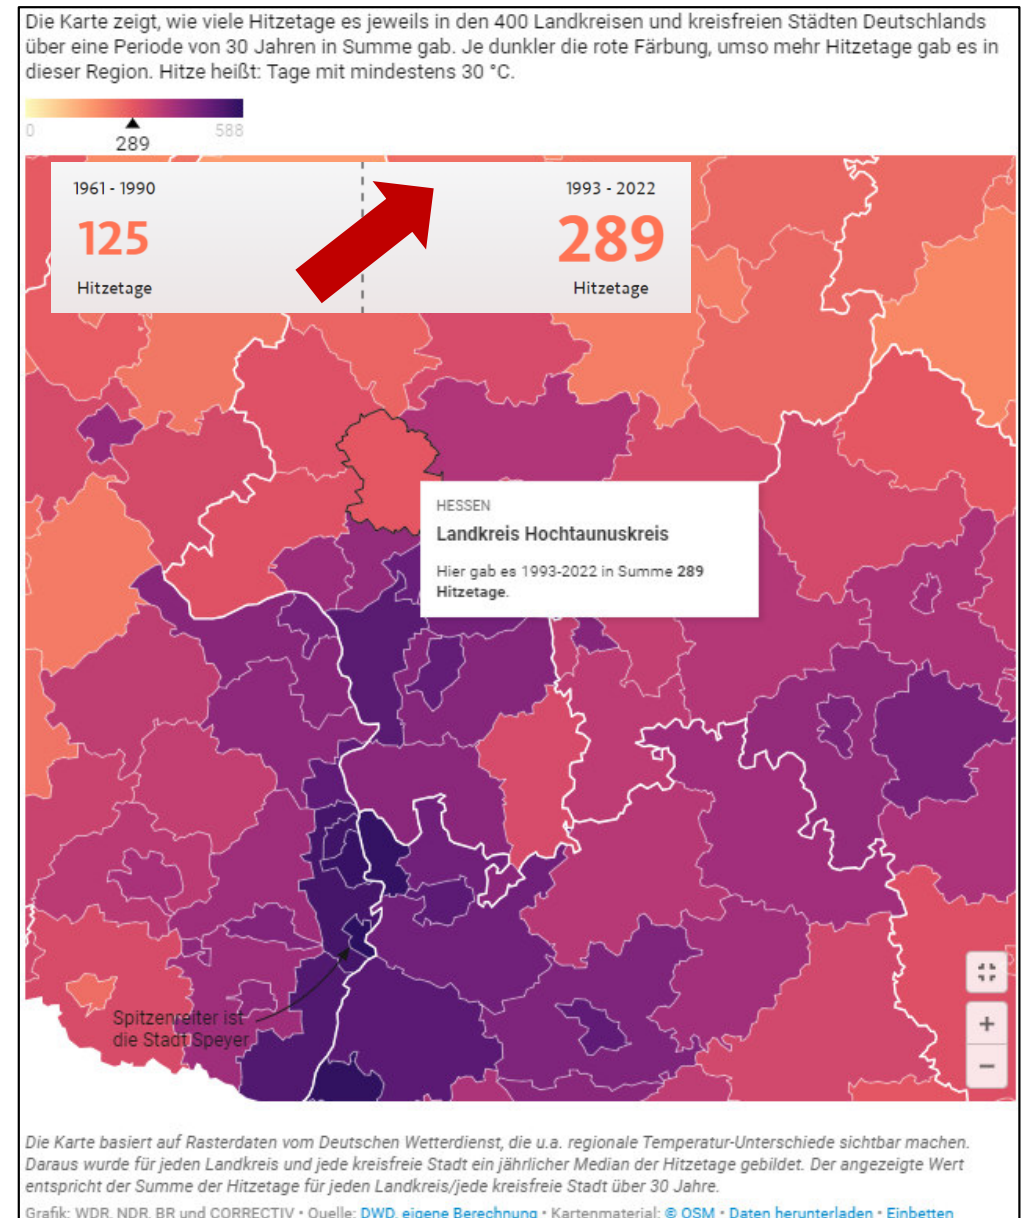 Die Karte zeigt, wie viele Hitzetage es jeweils in den 400 Landkreisen und kreisfreien Städten Deutschlands
über eine Periode von 30 Jahren in Summe gab. Je dunkler die rote Färbung, umso mehr Hitzetage gab es in
dieser Region. Hitze heißt: Tage mit mindestens 30 °C.
0
289
588
1961 - 1990
125
Hitzetage
1993 - 2022
289
Hitzetage
HESSEN
Landkreis Hochtaunuskreis
Hier gab es 1993-2022 in Summe 289
Hitzetage.
Spitzenreiter ist
die Stadt Speyer
+
−
Die Karte basiert auf Rasterdaten vom Deutschen Wetterdienst, die u.a. regionale Temperatur-Unterschiede sichtbar machen.
Daraus wurde für jeden Landkreis und jede kreisfreie Stadt ein jährlicher Median der Hitzetage gebildet. Der angezeigte Wert
entspricht der Summe der Hitzetage für jeden Landkreis/jede kreisfreie Stadt über 30 Jahre.
Grafik: WDR, NDR, BR und CORRECTIV • Quelle: DWD, eigene Berechnung • Kartenmaterial: © OSM • Daten herunterladen • Einbetten